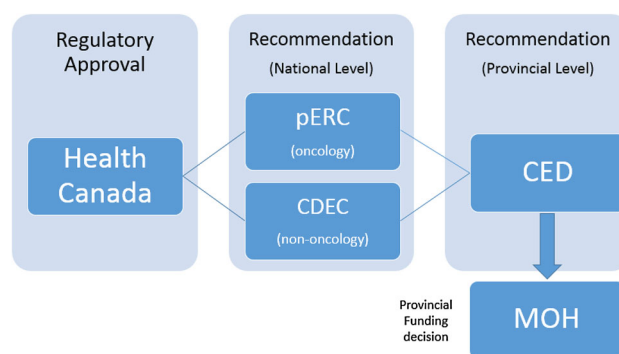 Regulatory
Approval
Health
Canada
Recommendation
(National Level)
pERC
(oncology)
CDEC
(non-oncology)
Recommendation
(Provincial Level)
CED
Provincial
Funding
decision
MOH